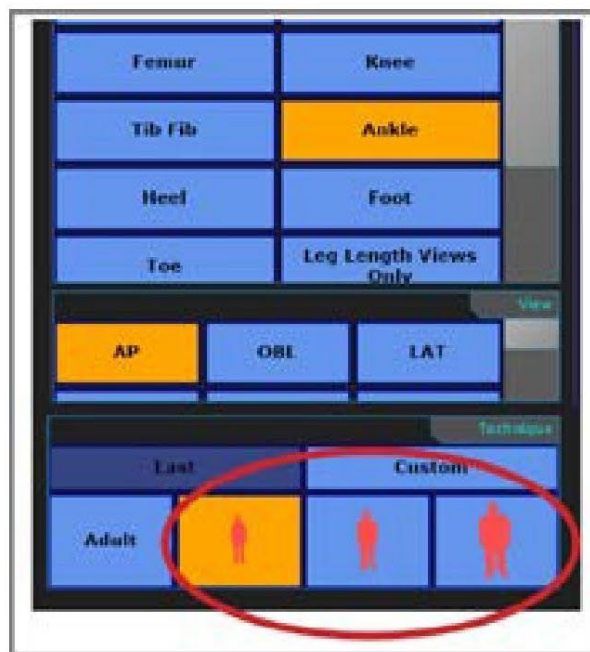 Femur
Knee
Tib Fib
Ankle
Heel
Foot
Toe
Leg Length Views
Only
View
AP
OBL
LAT
Technique
Last
Custom
Adult